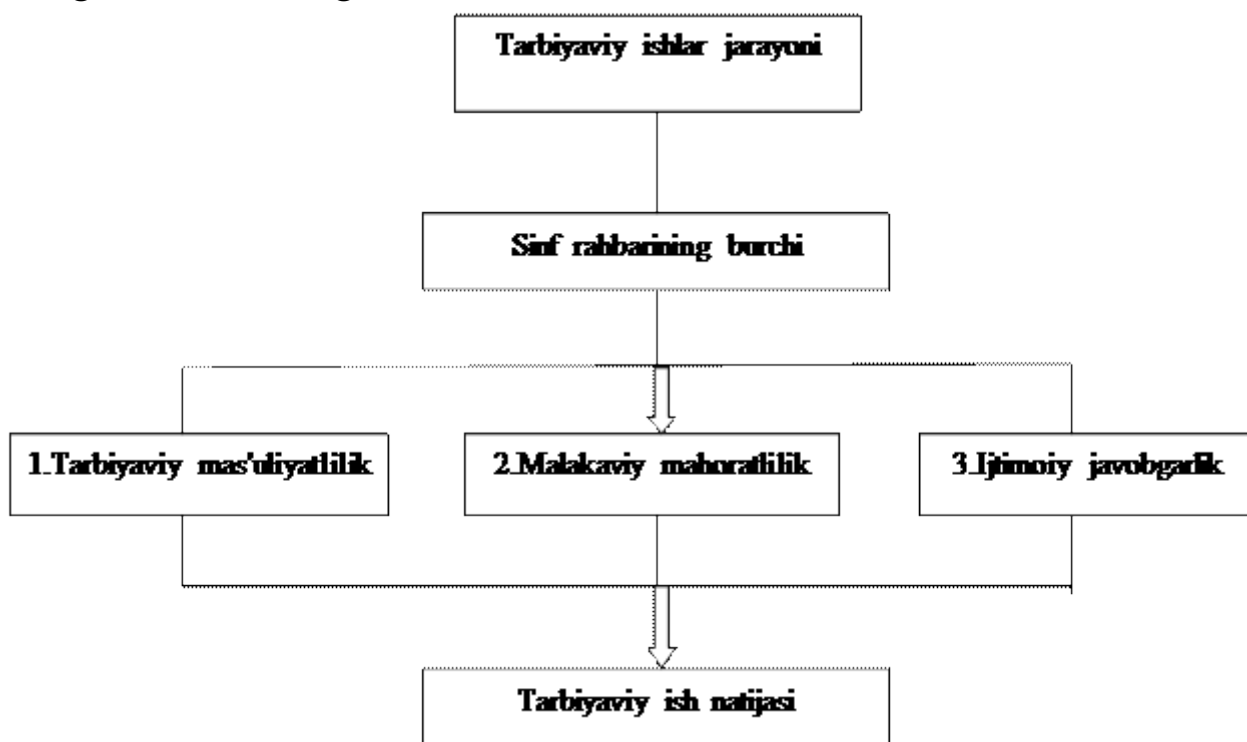 Tarbiyaviy ishlar jarayoni
Sinf rahbarining burchi
1.Tarbiyaviy mas'uliyatlilik
2.Malakaviy mahoratlilik
3.Ijtimoiy javobgarlik
Tarbiyaviy ish natijasi